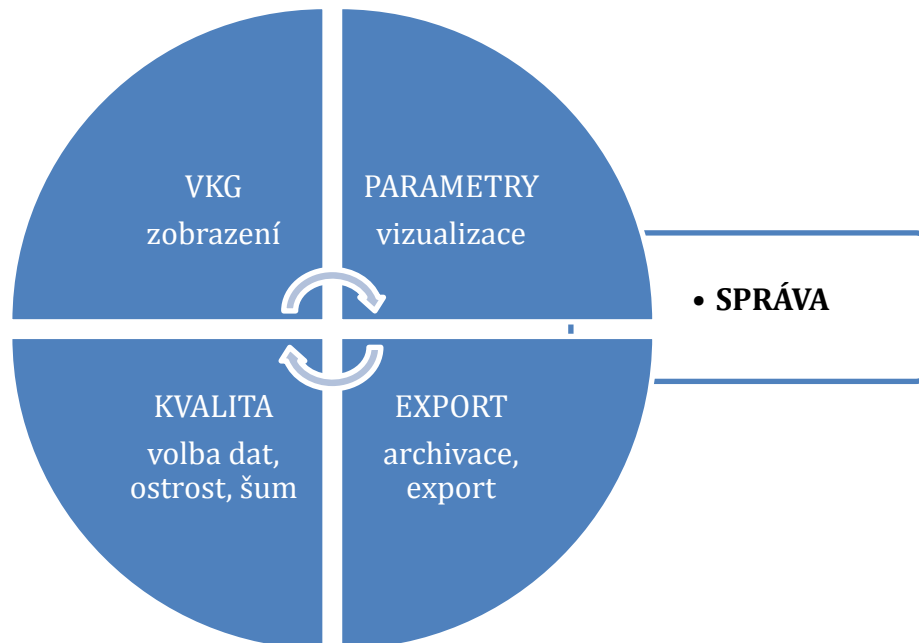 VKG
zobrazení
PARAMETRY
vizualizace
• SPRÁVA
KVALITA
volba dat,
ostrost, šum
EXPORT
archivace,
export